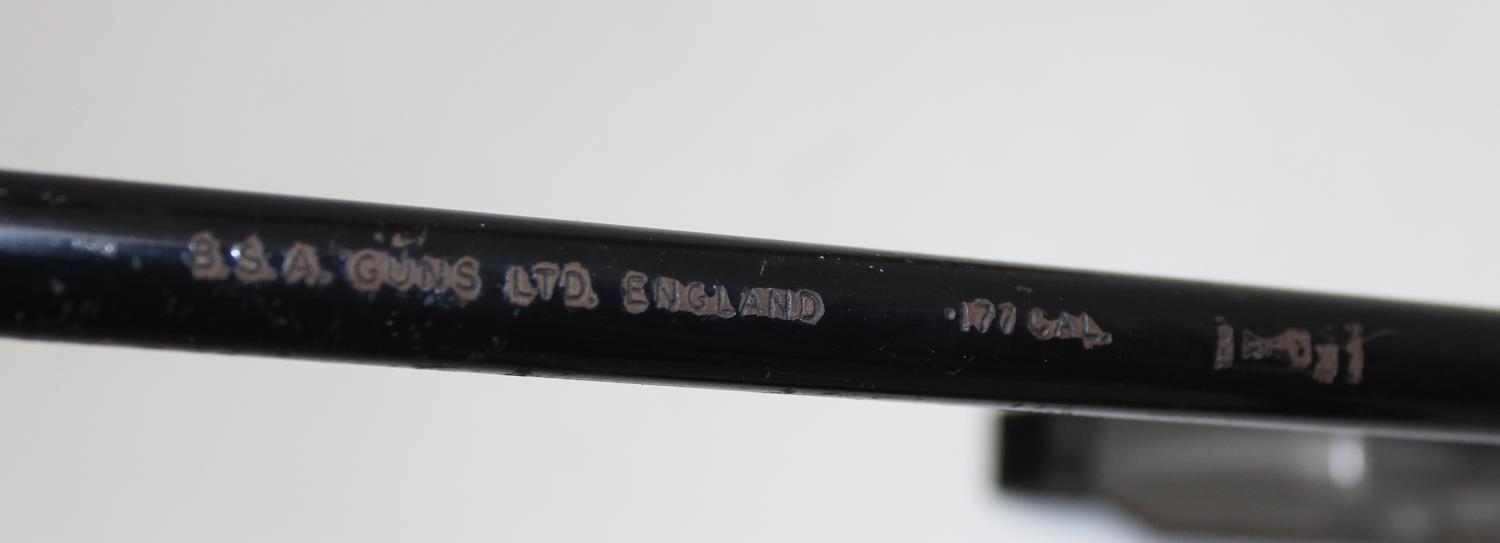 B.S.A. GUNS LTD. ENGLAND .177 CAL.